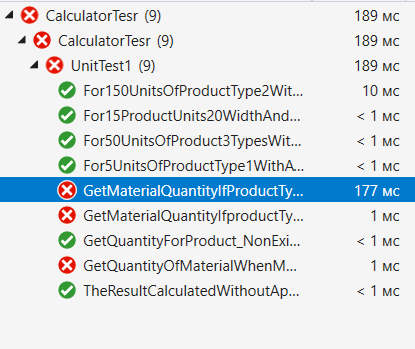 CalculatorTesr (9) 189 мс
CalculatorTesr (9) 189 мс
UnitTest1 (9) 189 мс
For150UnitsOfProductType2Wit... 10 мс
For15ProductUnits20WidthAnd... < 1 мс
For50UnitsOfProduct3TypesWit... < 1 мс
For5UnitsOfProductType1WithA... < 1 мс
GetMaterialQuantityIfProductTy... 177 мс
GetMaterialQuantityIfproductTy... 1 мс
GetQuantityForProduct_NonExi... < 1 мс
GetQuantityOfMaterialWhenM... 1 мс
TheResultCalculatedWithoutAp... < 1 мс